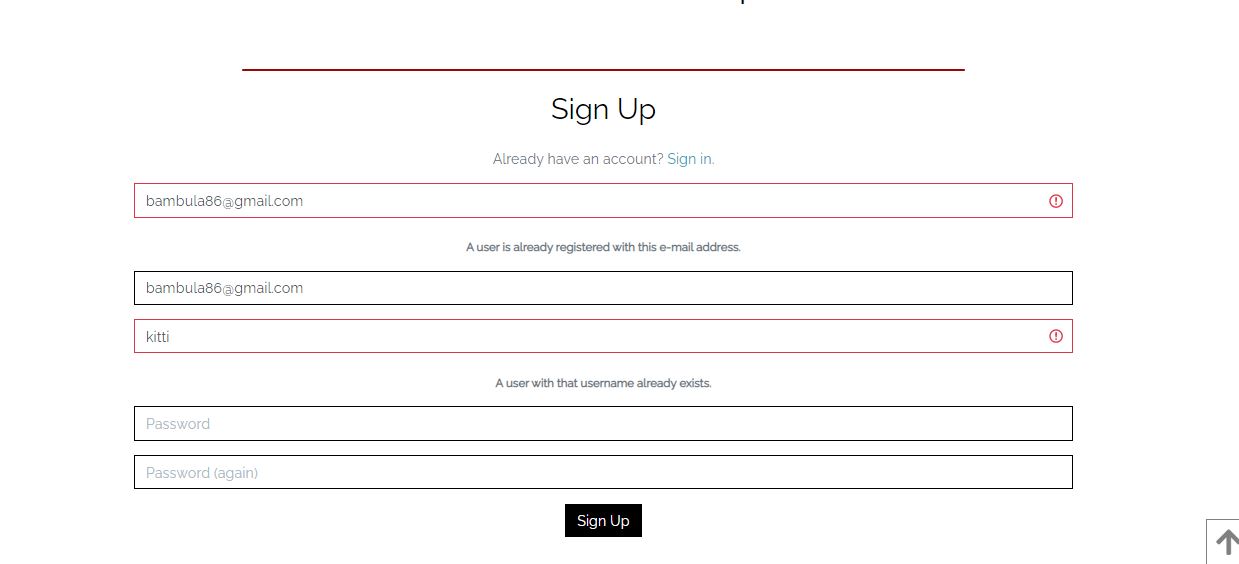 Sign Up
Already have an account? Sign in.
bambula86@gmail.com
A user is already registered with this e-mail address.
bambula86@gmail.com
kitti
A user with that username already exists.
Password
Password (again)
Sign Up